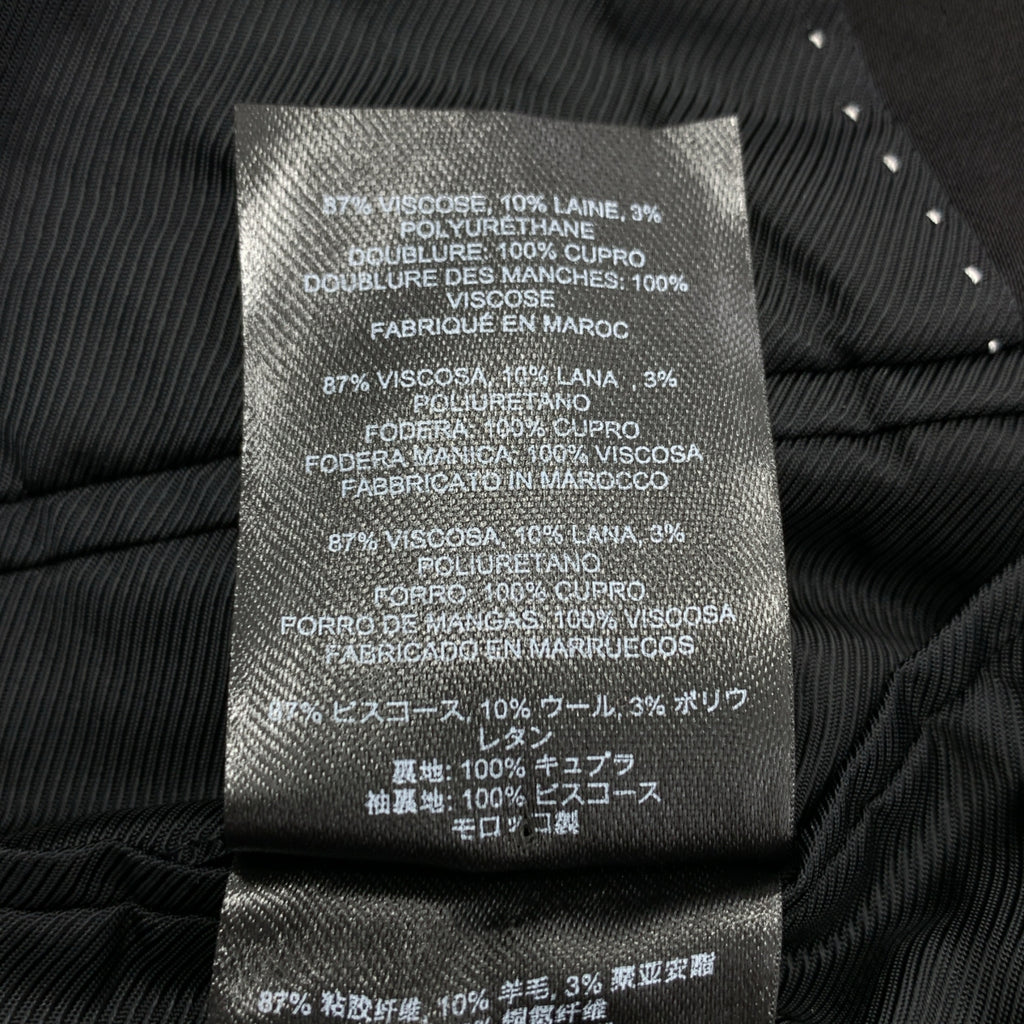 87% VISCOSE, 10% LAINE, 3%
POLYURÉTHANE
DOUBLURE: 100% CUPRO
DOUBLURE DES MANCHES: 100%
VISCOSE
FABRIQUÉ EN MAROC
87% VISCOSA, 10% LANA , 3%
POLIURETANO
FODERA: 100% CUPRO
FODERA MANICA: 100% VISCOSA
FABBRICATO IN MAROCCO
87% VISCOSA, 10% LANA, 3%
POLIURETANO
FORRO: 100% CUPRO
FORRO DE MANGAS: 100% VISCOSA
FABRICADO EN MARRUECOS
87% ビスコース, 10% ウール, 3% ポリウ
レタン
裏地: 100% キュプラ
袖裏地: 100% ビスコース
モロッコ製
87% 粘胶纤维, 10% 羊毛, 3% 聚亚安脂